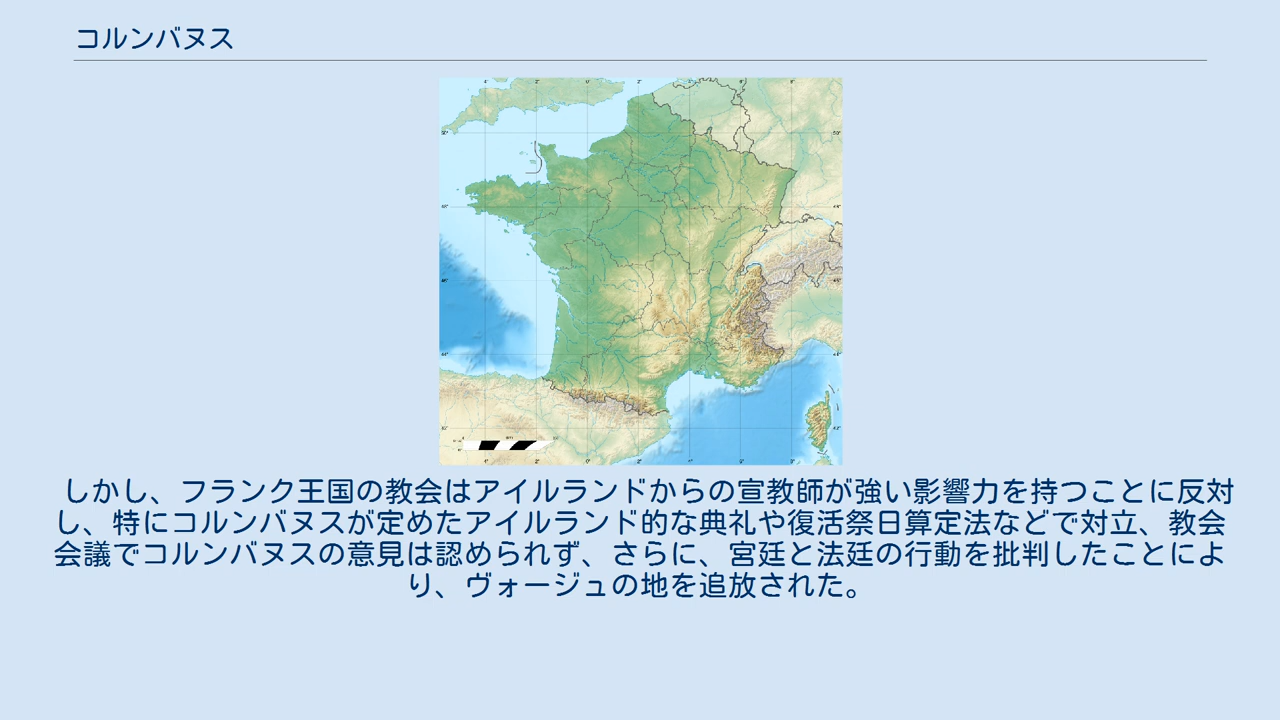 コルンバヌス
しかし、フランク王国の教会はアイルランドからの宣教師が強い影響力を持つことに反対
し、特にコルンバヌスが定めたアイルランド的な典礼や復活祭日算定法などで対立、教会
会議でコルンバヌスの意見は認められず、さらに、宮廷と法廷の行動を批判したことによ
り、ヴォージュの地を追放された。